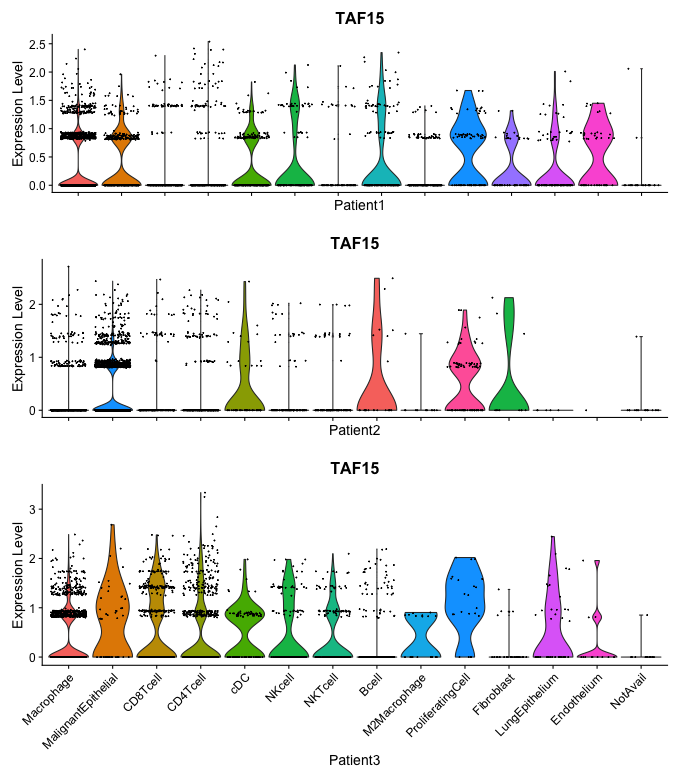 TAF15
Expression Level
2.5
2.0
1.5
1.0
0.5
0.0
Patient1
TAF15
Expression Level
2
1
0
Patient2
TAF15
Expression Level
3
2
1
0
Macrophage
MalignantEpithelial
CD8Tcell
CD4Tcell
cDC
NKcell
NKTcell
Bcell
M2Macrophage
ProliferatingCell
Fibroblast
LungEpithelium
Endothelium
NotAvail
Patient3